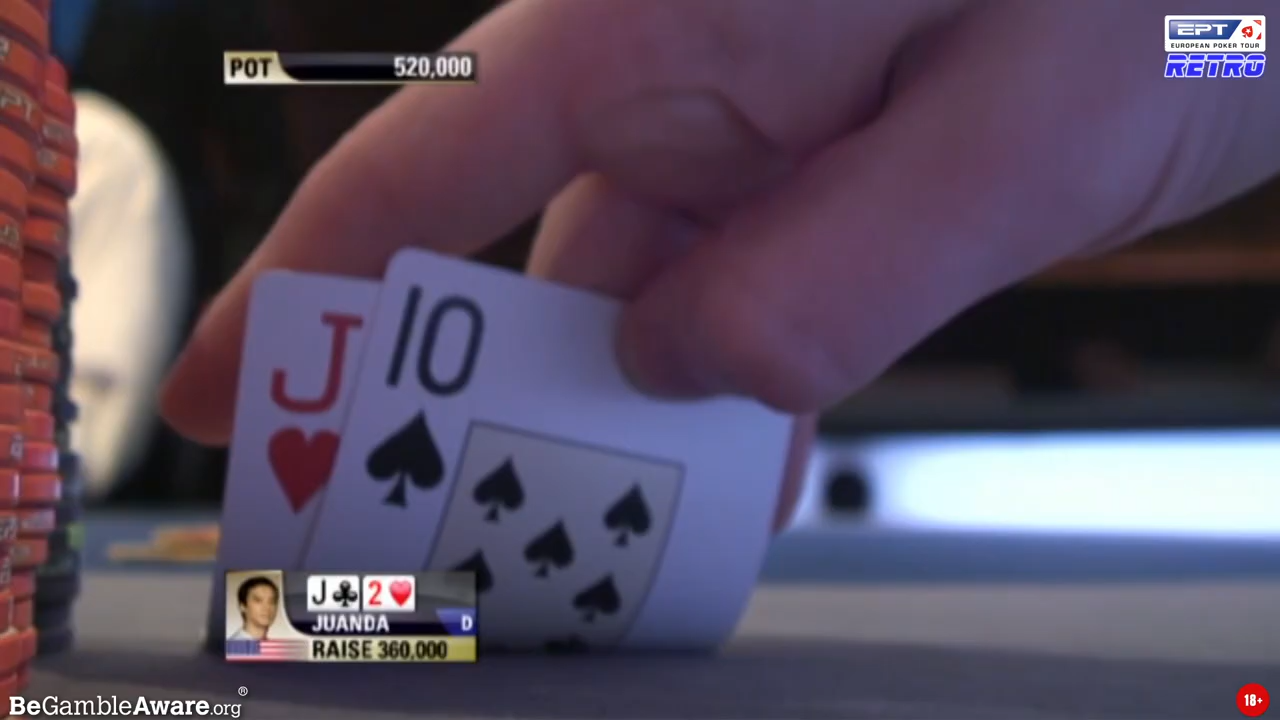 POT 520,000
EPT
EUROPEAN POKER TOUR
RETRO
J 10
J 2
JUANDA D
RAISE 360,000
BeGambleAware.org®
18+